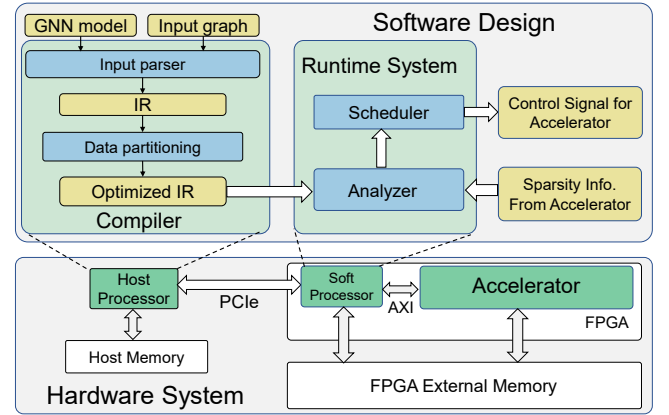 Software Design
GNN model
Input graph
Input parser
IR
Data partitioning
Optimized IR
Compiler
Runtime System
Scheduler
Analyzer
Control Signal for
Accelerator
Sparsity Info.
From Accelerator
Host
Processor
PCIe
Soft
Processor
AXI
Accelerator
FPGA
Host Memory
FPGA External Memory
Hardware System